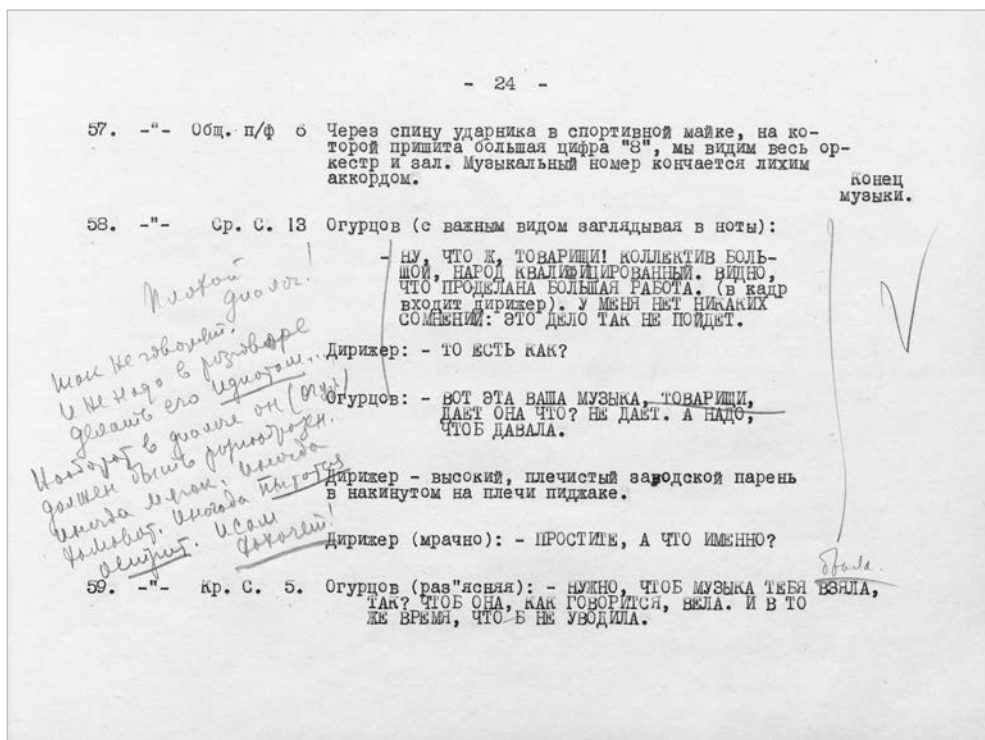 - 24 -
57. -"- Общ. п/ф 6 Через спину ударника в спортивной майке, на ко-
торой пришита большая цифра "8", мы видим весь ор-
кестр и зал. Музыкальный номер кончается лихим
аккордом.
Конец
музыки.
58. -"- Ср. С. 13 Огурцов (с важным видом заглядывая в ноты):
- НУ, ЧТО Ж, ТОВАРИЩИ! КОЛЛЕКТИВ БОЛЬ-
ШОЙ, НАРОД КВАЛИФИЦИРОВАННЫЙ. ВИДНО,
ЧТО ПРОДЕЛАНА БОЛЬШАЯ РАБОТА. (в кадр
входит дирижер). У МЕНЯ НЕТ НИКАКИХ
СОМНЕНИЙ: ЭТО ДЕЛО ТАК НЕ ПОЙДЕТ.
Дирижер: - ТО ЕСТЬ КАК?
Огурцов: - ВОТ ЭТА ВАША МУЗЫКА, ТОВАРИЩИ,
ДАЕТ ОНА ЧТО? НЕ ДАЕТ. А НАДО,
ЧТОБ ДАВАЛА.
Дирижер - высокий, плечистый заводской парень
в накинутом на плечи пиджаке.
Дирижер (мрачно): - ПРОСТИТЕ, А ЧТО ИМЕННО?
59. -"- Кр. С. 5. Огурцов (раз"ясняя): - НУЖНО, ЧТОБ МУЗЫКА ТЕБЯ ВЗЯЛА,
ТАК? ЧТОБ ОНА, КАК ГОВОРИТСЯ, ВЕЛА. И В ТО
ЖЕ ВРЕМЯ, ЧТО Б НЕ УВОДИЛА.
Плохой
диалог!
так не говорят.
и не надо в разговоре
делать его идиотом...
Наоборот в диалоге он
должен быть
иногда мягок, иногда
хамоват. иногда пытается
острит. и сам
хохочет!